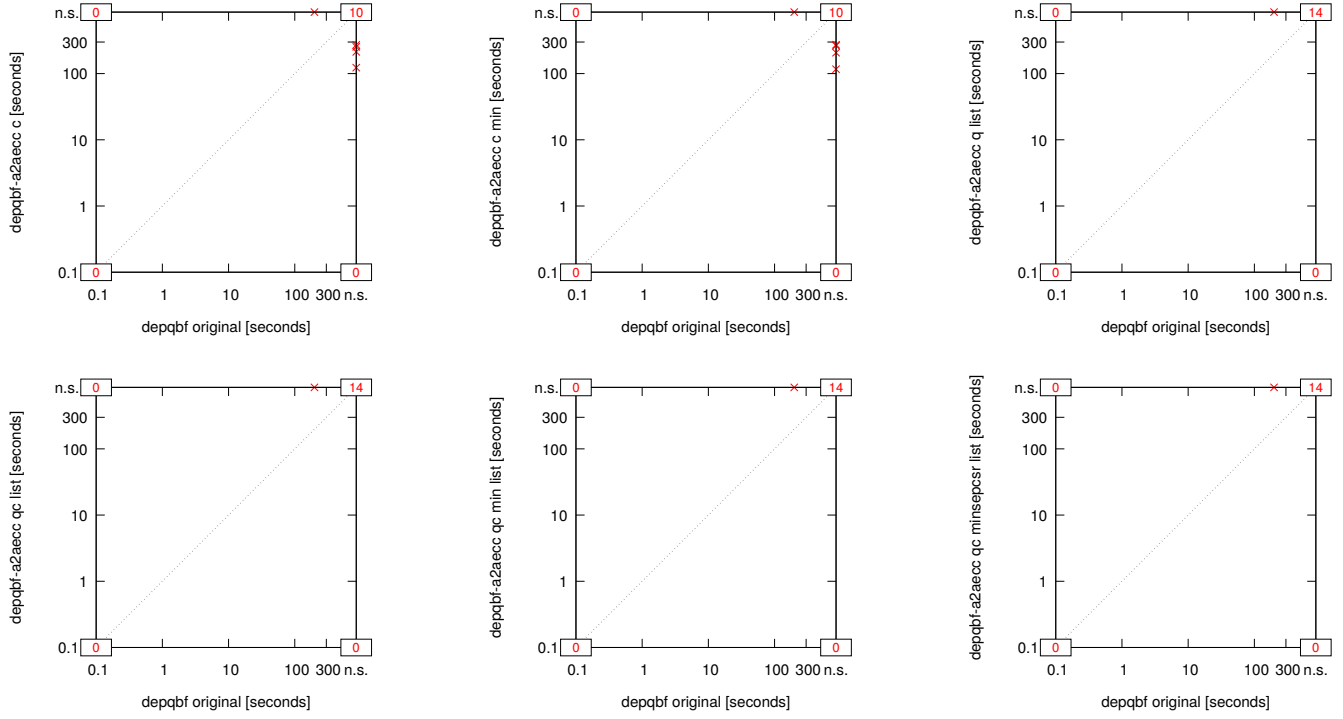 n.s. 0 10
300
100
10
1
0.1 0 0
0.1 1 10 100 300 n.s.
depqbf original [seconds]
depqbf-a2aecc c [seconds]
n.s. 0 10
300
100
10
1
0.1 0 0
0.1 1 10 100 300 n.s.
depqbf original [seconds]
depqbf-a2aecc c min [seconds]
n.s. 0 14
300
100
10
1
0.1 0 0
0.1 1 10 100 300 n.s.
depqbf original [seconds]
depqbf-a2aecc q list [seconds]
n.s. 0 14
300
100
10
1
0.1 0 0
0.1 1 10 100 300 n.s.
depqbf original [seconds]
depqbf-a2aecc qc list [seconds]
n.s. 0 14
300
100
10
1
0.1 0 0
0.1 1 10 100 300 n.s.
depqbf original [seconds]
depqbf-a2aecc qc min list [seconds]
n.s. 0 14
300
100
10
1
0.1 0 0
0.1 1 10 100 300 n.s.
depqbf original [seconds]
depqbf-a2aecc qc minsepcsr list [seconds]